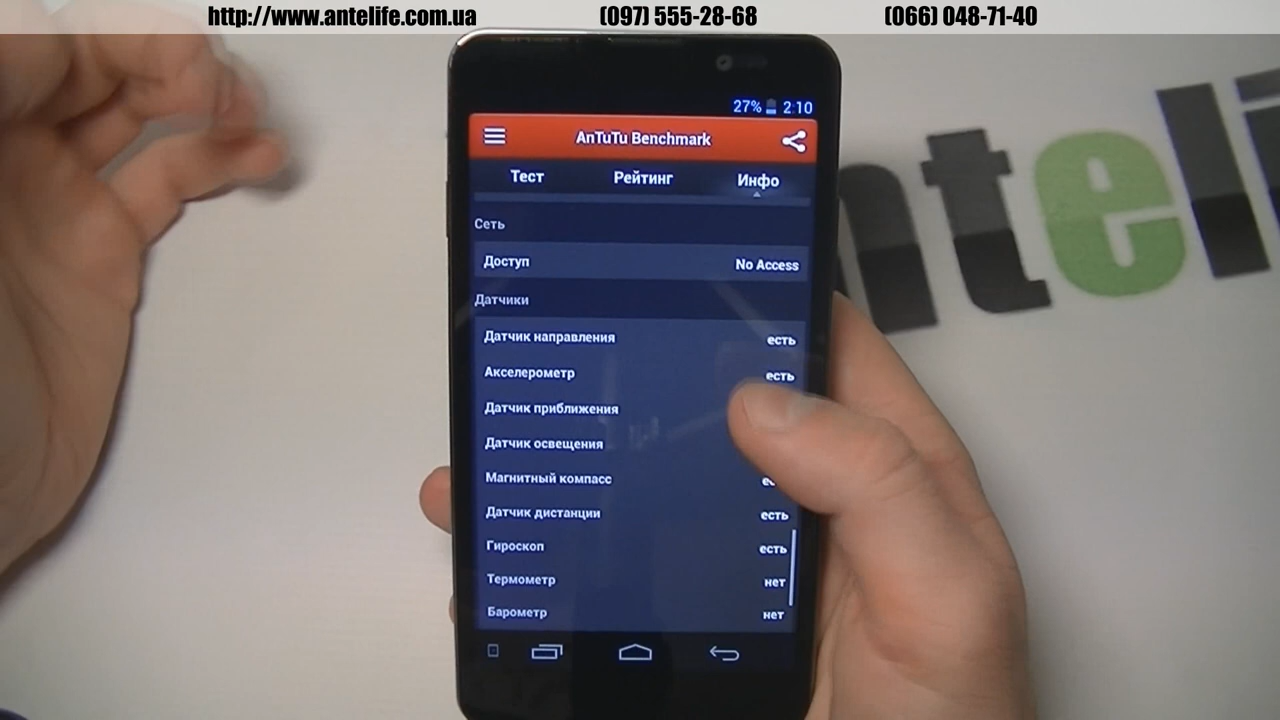 http://www.antelife.com.ua (097) 555-28-68 (066) 048-71-40
27% 2:10
AnTuTu Benchmark
Тест Рейтинг Инфо
Сеть
Доступ No Access
Датчики
Датчик направления есть
Акселерометр есть
Датчик приближения
Датчик освещения
Магнитный компасс
Датчик дистанции есть
Гироскоп есть
Термометр нет
Барометр нет
anteli